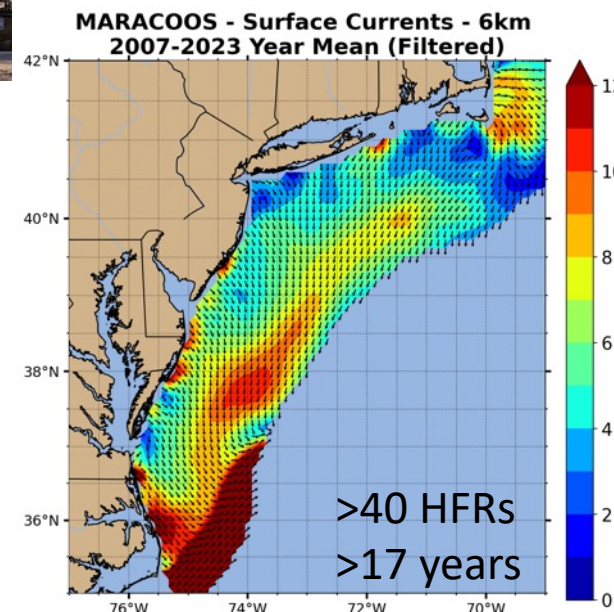 MARACOOS - Surface Currents - 6km
2007-2023 Year Mean (Filtered)
42°N
40°N
38°N
36°N
76°W
74°W
72°W
70°W
8
6
4
2
0
>40 HFRs
>17 years